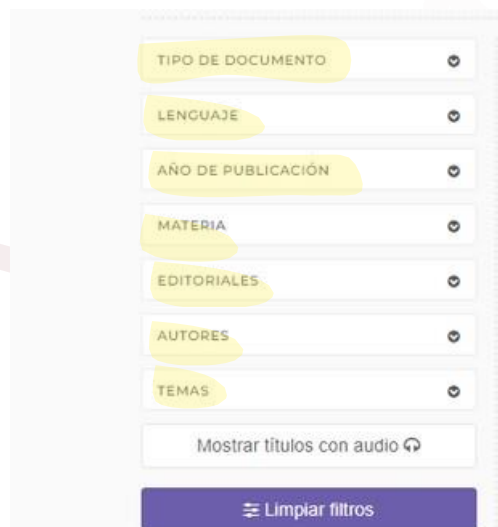 TIPO DE DOCUMENTO
LENGUAJE
AÑO DE PUBLICACIÓN
MATERIA
EDITORIALES
AUTORES
TEMAS
Mostrar títulos con audio
Limpiar filtros